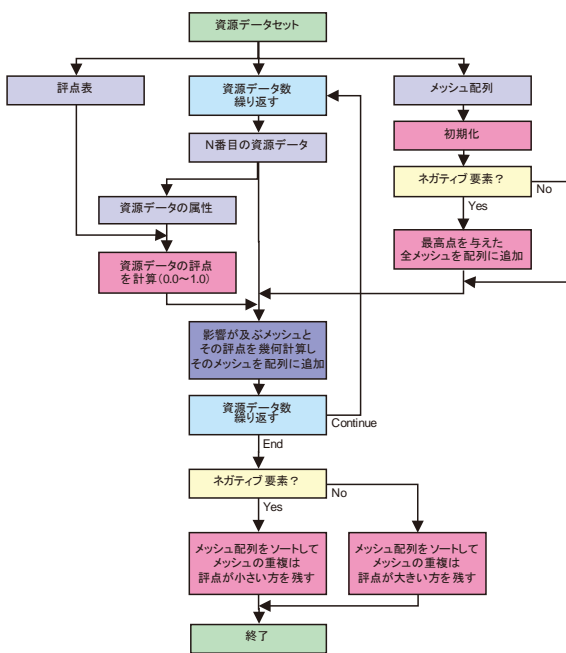 資源データセット
評点表
資源データ数
繰り返す
メッシュ配列
初期化
N番目の資源データ
ネガティブ要素？
No
Yes
資源データの属性
最高点を与えた
全メッシュを配列に追加
資源データの評点
を計算(0.0～1.0)
影響が及ぶメッシュと
その評点を幾何計算し
そのメッシュを配列に追加
資源データ数
繰り返す
Continue
End
ネガティブ要素？
No
Yes
メッシュ配列をソートして
メッシュの重複は
評点が小さい方を残す
メッシュ配列をソートして
メッシュの重複は
評点が大きい方を残す
終了